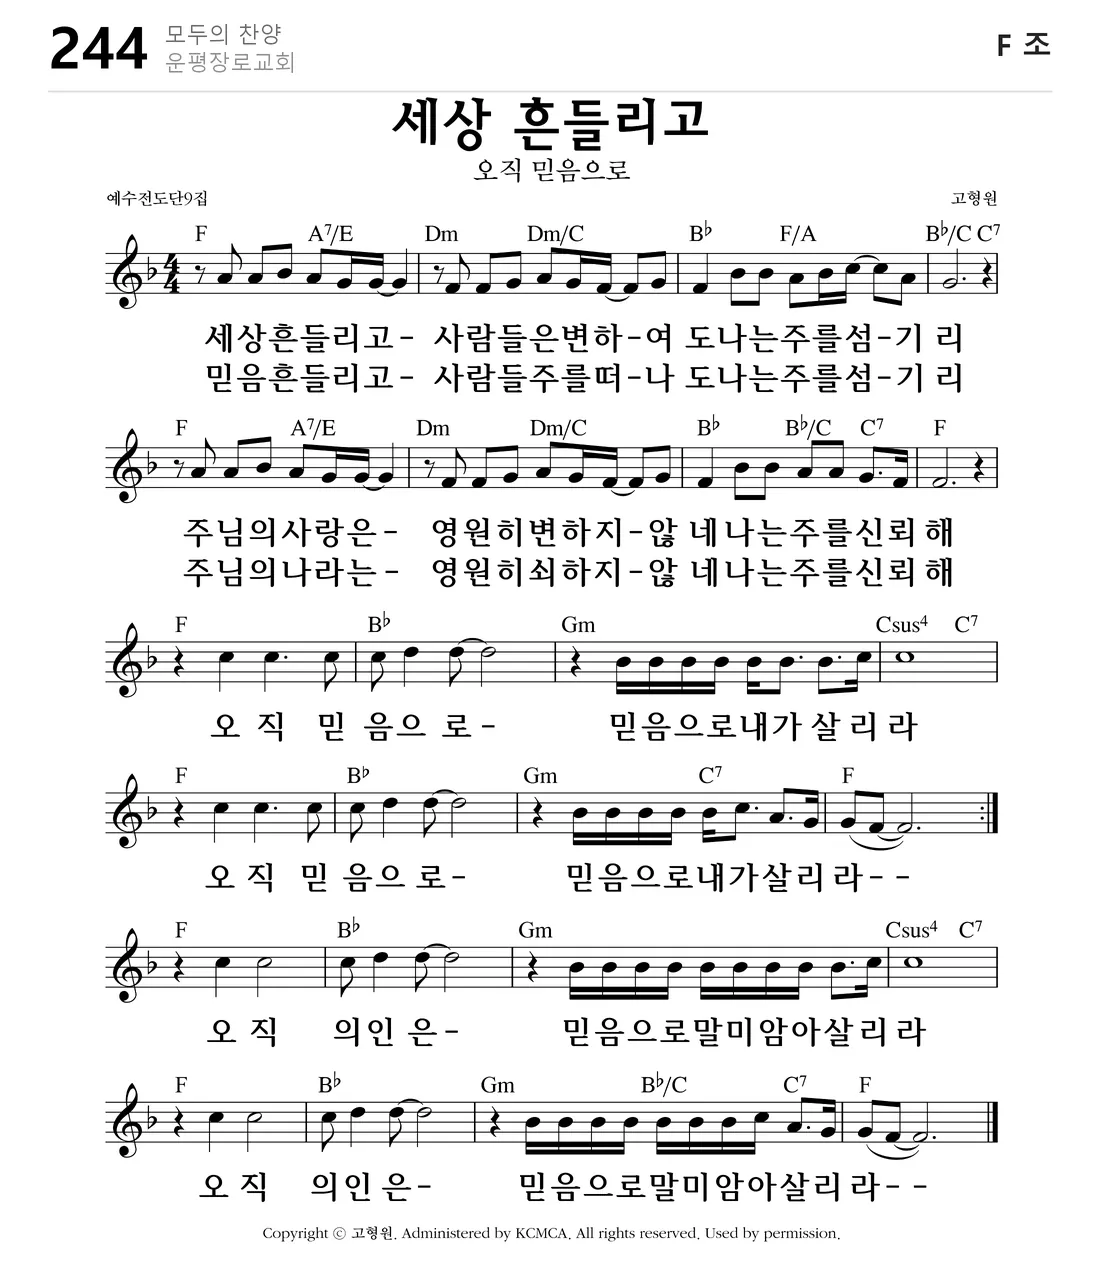 244 모두의 찬양
운평장로교회
F 조
세상 흔들리고
오직 믿음으로
예수전도단9집 고형원
F A7/E Dm Dm/C B♭ F/A B♭/C C7
세상흔들리고- 사람들은변하-여 도나는주를섬-기 리
믿음흔들리고- 사람들주를떠-나 도나는주를섬-기 리
F A7/E Dm Dm/C B♭ B♭/C C7 F
주님의사랑은- 영원히변하지-않 네나는주를신뢰 해
주님의나라는- 영원히쇠하지-않 네나는주를신뢰 해
F B♭ Gm Csus4 C7
오 직 믿 음으 로- 믿음으로내가 살 리 라
F B♭ Gm C7 F
오 직 믿 음으 로- 믿음으로내가살리 라- -
F B♭ Gm Csus4 C7
오 직 의인 은- 믿음으로말미암아살 리 라
F B♭ Gm B♭/C C7 F
오 직 의인 은- 믿음으로말미암아살리 라- -
Copyright ⓒ 고형원. Administered by KCMCA. All rights reserved. Used by permission.